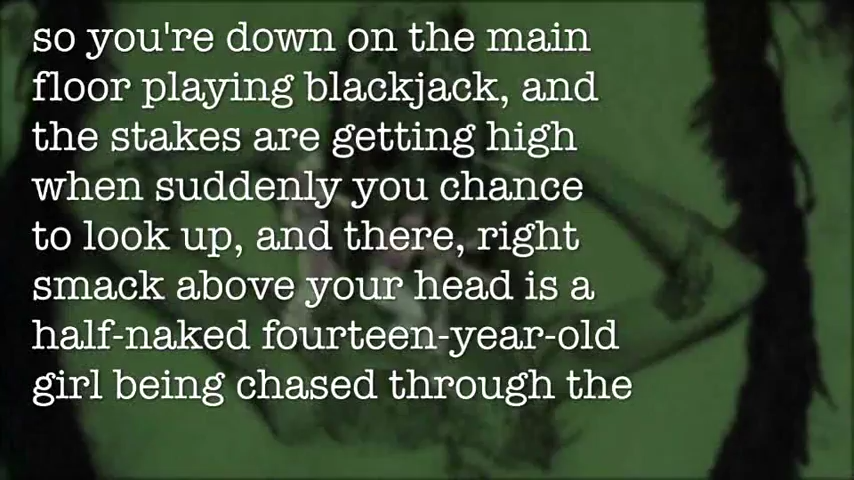 so you're down on the main
floor playing blackjack, and
the stakes are getting high
when suddenly you chance
to look up, and there, right
smack above your head is a
half-naked fourteen-year-old
girl being chased through the